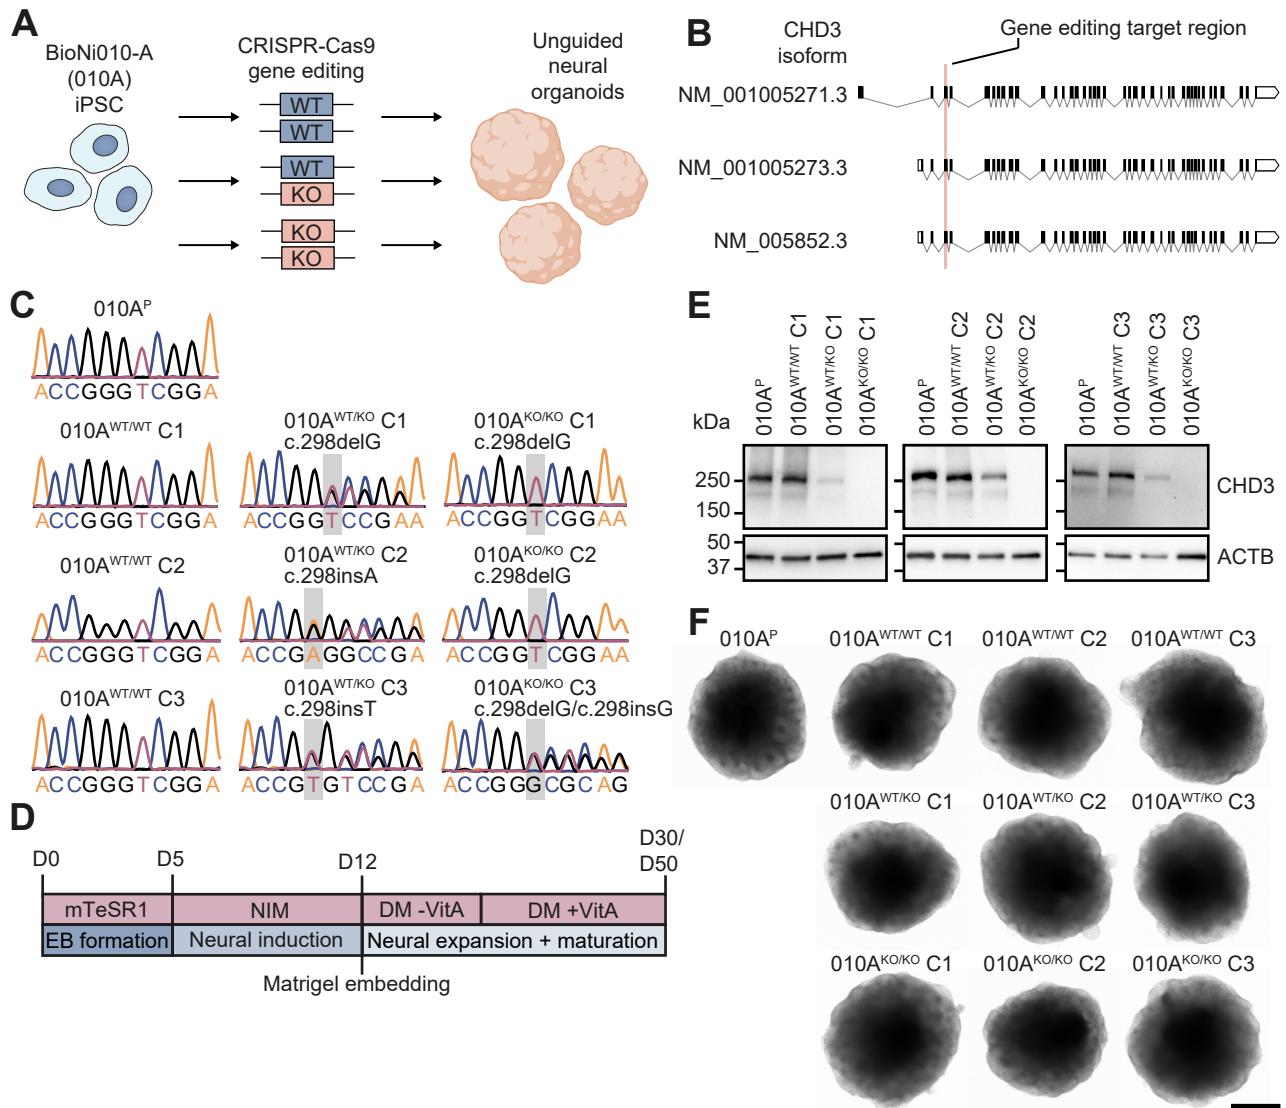 A
BioNi010-A
(010A)
iPSC
CRISPR-Cas9
gene editing
WT
WT
WT
KO
KO
KO
Unguided
neural
organoids
B
CHD3
isoform
Gene editing target region
NM_001005271.3
NM_001005273.3
NM_005852.3
C
010Aᴾ
ACCGGGTCGGA
010A^WT/WT C1
ACCGGGTCGGA
010A^WT/KO C1
c.298delG
ACCGGTCCGAA
010A^KO/KO C1
c.298delG
ACCGGTCGGAA
010A^WT/WT C2
ACCGGGTCGGA
010A^WT/KO C2
c.298insA
ACCGAGGCCGA
010A^KO/KO C2
c.298delG
ACCGGTCGGAA
010A^WT/WT C3
ACCGGGTCGGA
010A^WT/KO C3
c.298insT
ACCGTGTCCGA
010A^KO/KO C3
c.298delG/c.298insG
ACCGGGCGCAG
D
D0
D5
D12
D30/
D50
mTeSR1
NIM
DM -VitA
DM +VitA
EB formation
Neural induction
Neural expansion + maturation
Matrigel embedding
E
kDa
010Aᴾ
010A^WT/WT C1
010A^WT/KO C1
010A^KO/KO C1
010Aᴾ
010A^WT/WT C2
010A^WT/KO C2
010A^KO/KO C2
010Aᴾ
010A^WT/WT C3
010A^WT/KO C3
010A^KO/KO C3
250
150
50
37
CHD3
ACTB
F
010Aᴾ
010A^WT/WT C1
010A^WT/WT C2
010A^WT/WT C3
010A^WT/KO C1
010A^WT/KO C2
010A^WT/KO C3
010A^KO/KO C1
010A^KO/KO C2
010A^KO/KO C3